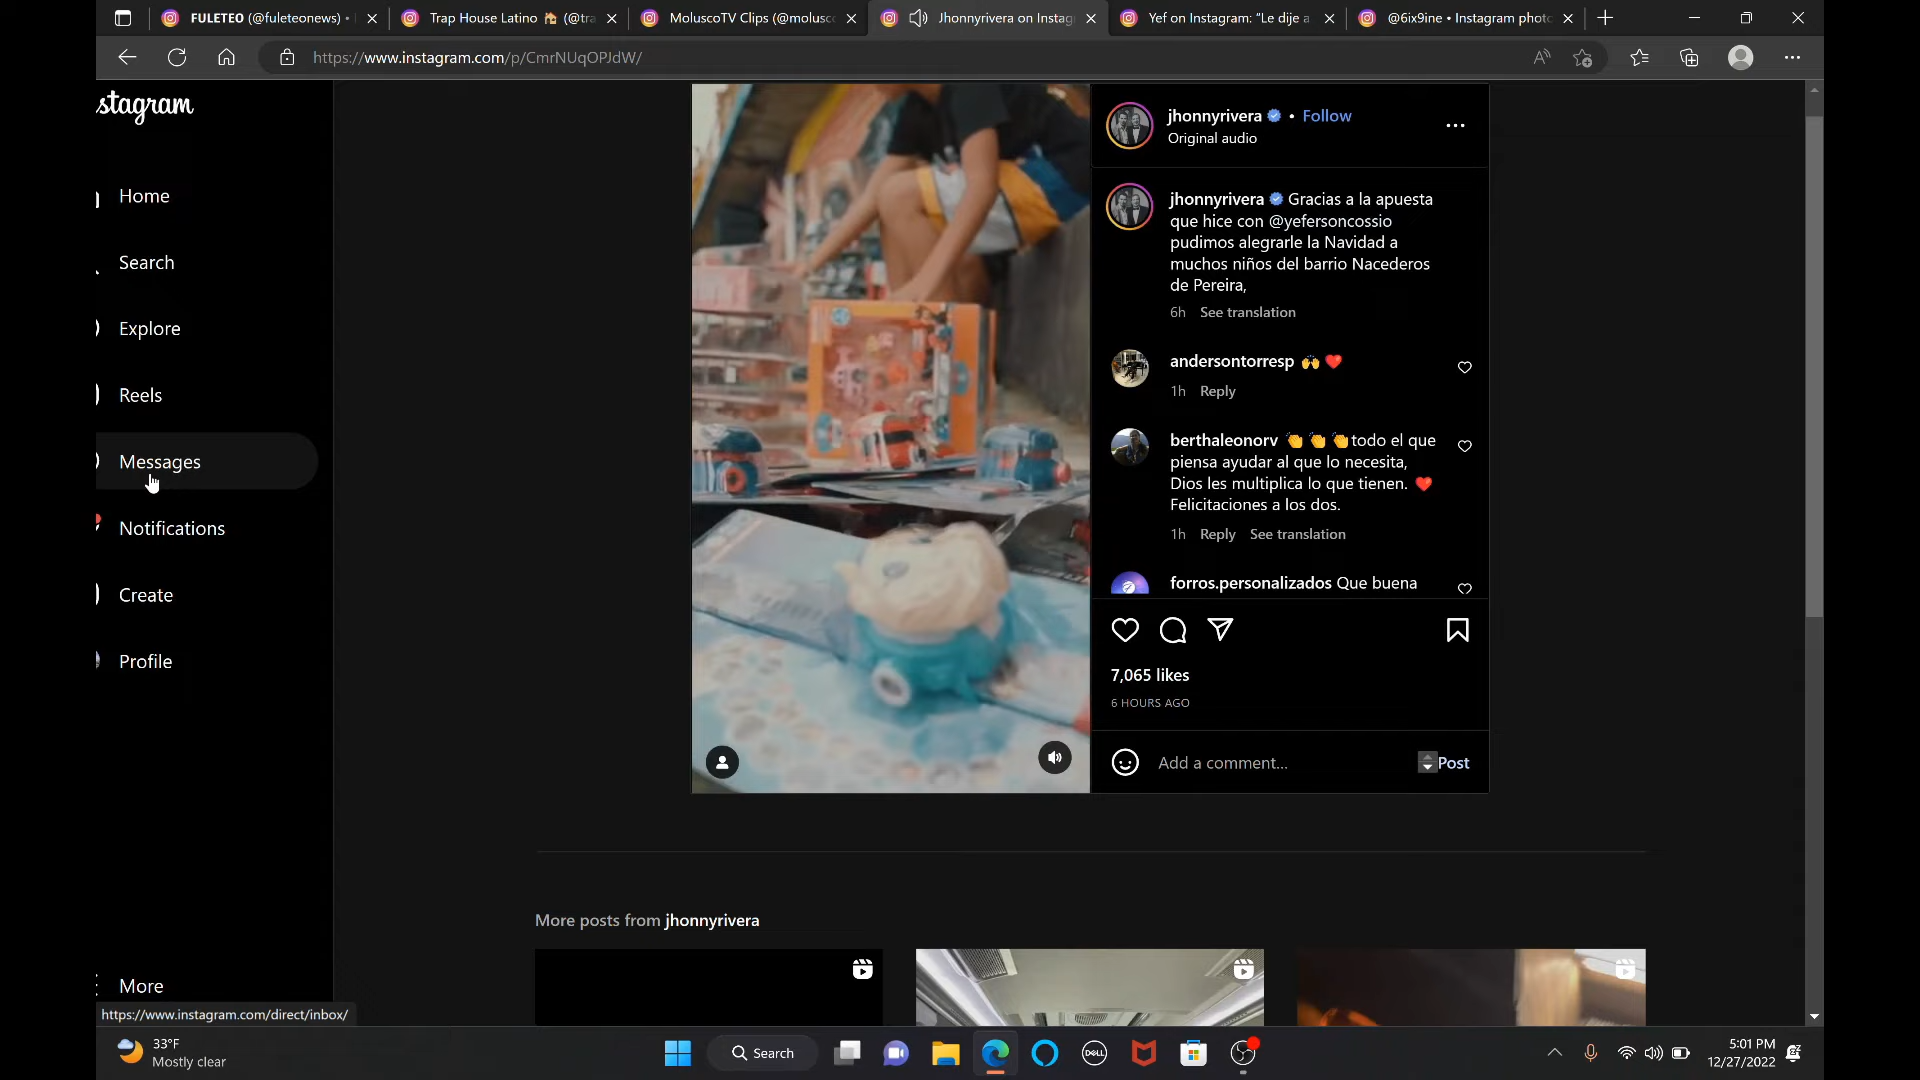 FULETEO (@fuleteonews) •
Trap House Latino 🏠 (@tra
MoluscoTV Clips (@molusc
Jhonnyrivera on Instag
Yef on Instagram: "Le dije a
@6ix9ine • Instagram phot
https://www.instagram.com/p/CmrNUqOPJdW/
stagram
Home
Search
Explore
Reels
Messages
Notifications
Create
Profile
More
https://www.instagram.com/direct/inbox/
jhonnyrivera • Follow
Original audio
jhonnyrivera Gracias a la apuesta
que hice con @yefersoncossio
pudimos alegrarle la Navidad a
muchos niños del barrio Nacederos
de Pereira,
6h See translation
andersontorresp 🙌 ❤️
1h Reply
berthaleonorv 👏 👏 👏todo el que
piensa ayudar al que lo necesita,
Dios les multiplica lo que tienen. ❤️
Felicitaciones a los dos.
1h Reply See translation
forros.personalizados Que buena
7,065 likes
6 HOURS AGO
Add a comment...
Post
More posts from jhonnyrivera
33°F
Mostly clear
Search
DELL
5:01 PM
12/27/2022